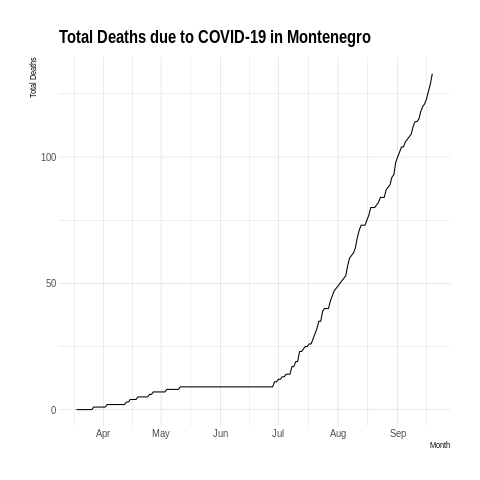 Total Deaths due to COVID-19 in Montenegro
Total Deaths
100
50
0
Apr May Jun Jul Aug Sep
Month